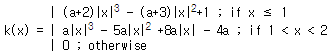 | (a+2)|x|³ - (a+3)|x|²+1 ; if x ≤ 1
k(x) = | a|x|³ - 5a|x|² +8a|x| - 4a ; if 1 < x < 2
| 0 ; otherwise